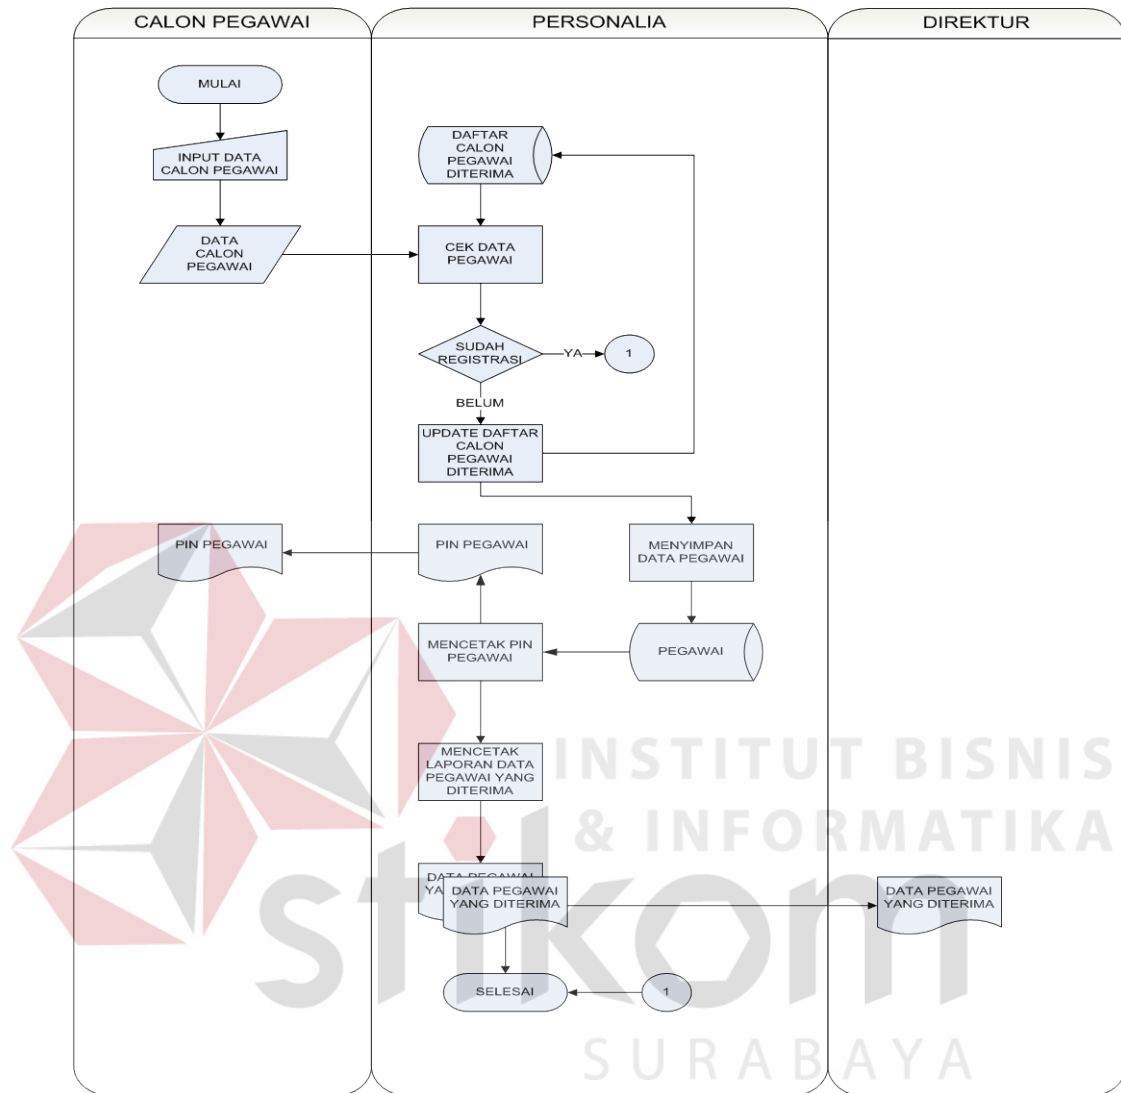 CALON PEGAWAI
PERSONALIA
DIREKTUR
MULAI
INPUT DATA
CALON PEGAWAI
DATA
CALON
PEGAWAI
DAFTAR
CALON
PEGAWAI
DITERIMA
CEK DATA
PEGAWAI
SUDAH
REGISTRASI
YA
1
BELUM
UPDATE DAFTAR
CALON
PEGAWAI
DITERIMA
MENYIMPAN
DATA PEGAWAI
PEGAWAI
MENCETAK PIN
PEGAWAI
PIN PEGAWAI
PIN PEGAWAI
MENCETAK
LAPORAN DATA
PEGAWAI YANG
DITERIMA
DATA PEGAWAI
YA
DATA PEGAWAI
YANG DITERIMA
DATA PEGAWAI
YANG DITERIMA
SELESAI
1
INSTITUT BISNIS
& INFORMATIKA
stikom
SURABAYA